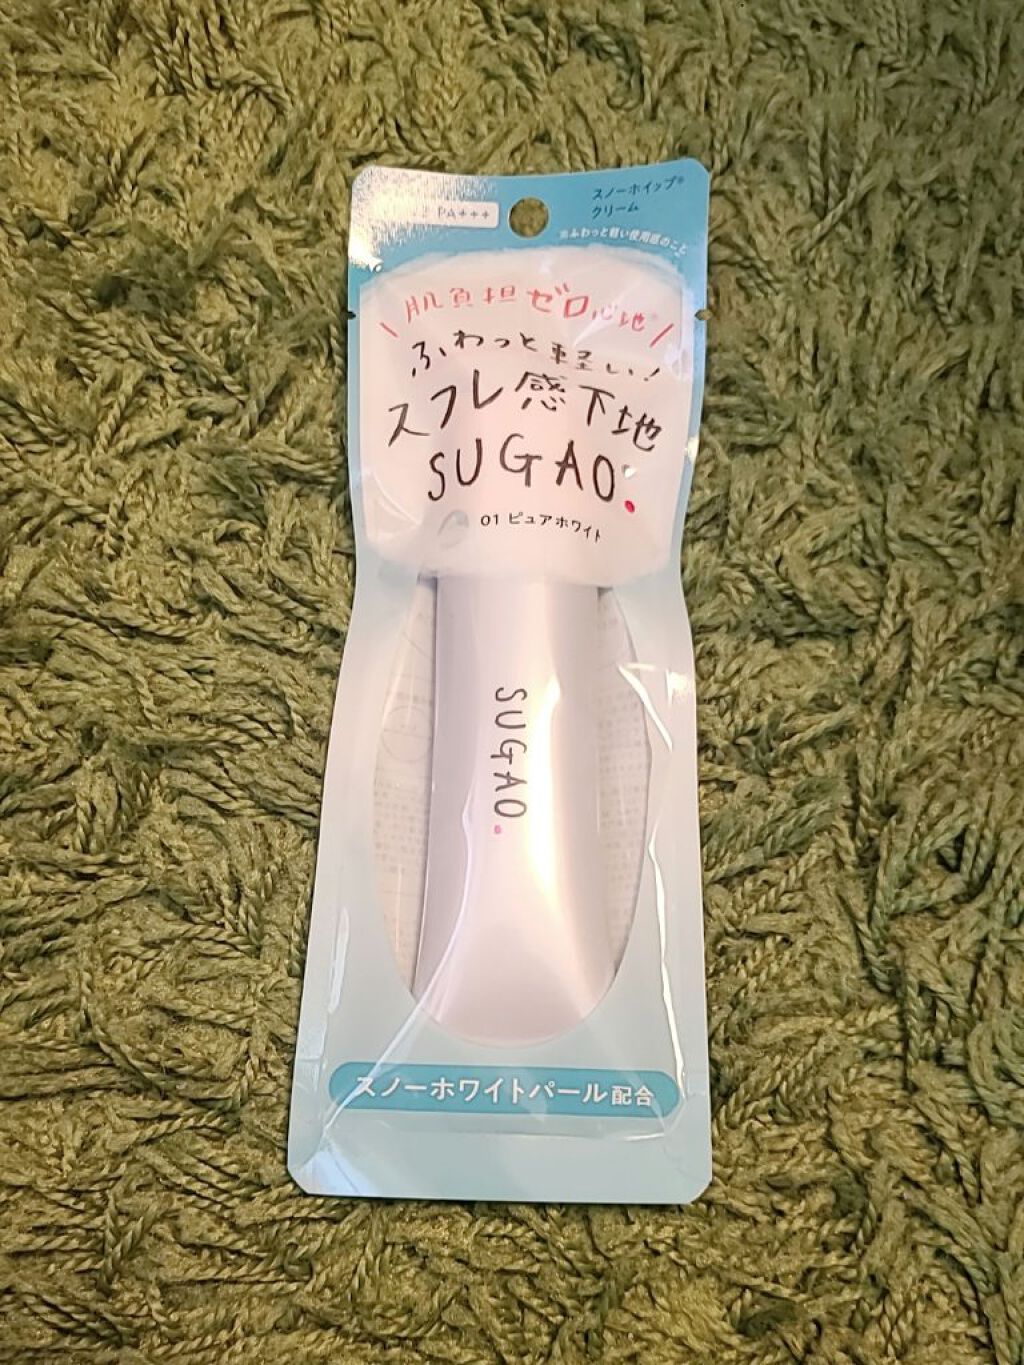 PA+++
スノーホイップ※
クリーム
※ふわっと軽い使用感のこと
肌負担ゼロ心地※
ふわっと軽い!
スフレ感下地
SUGAO®
01 ピュアホワイト
SUGAO
スノーホワイトパール配合